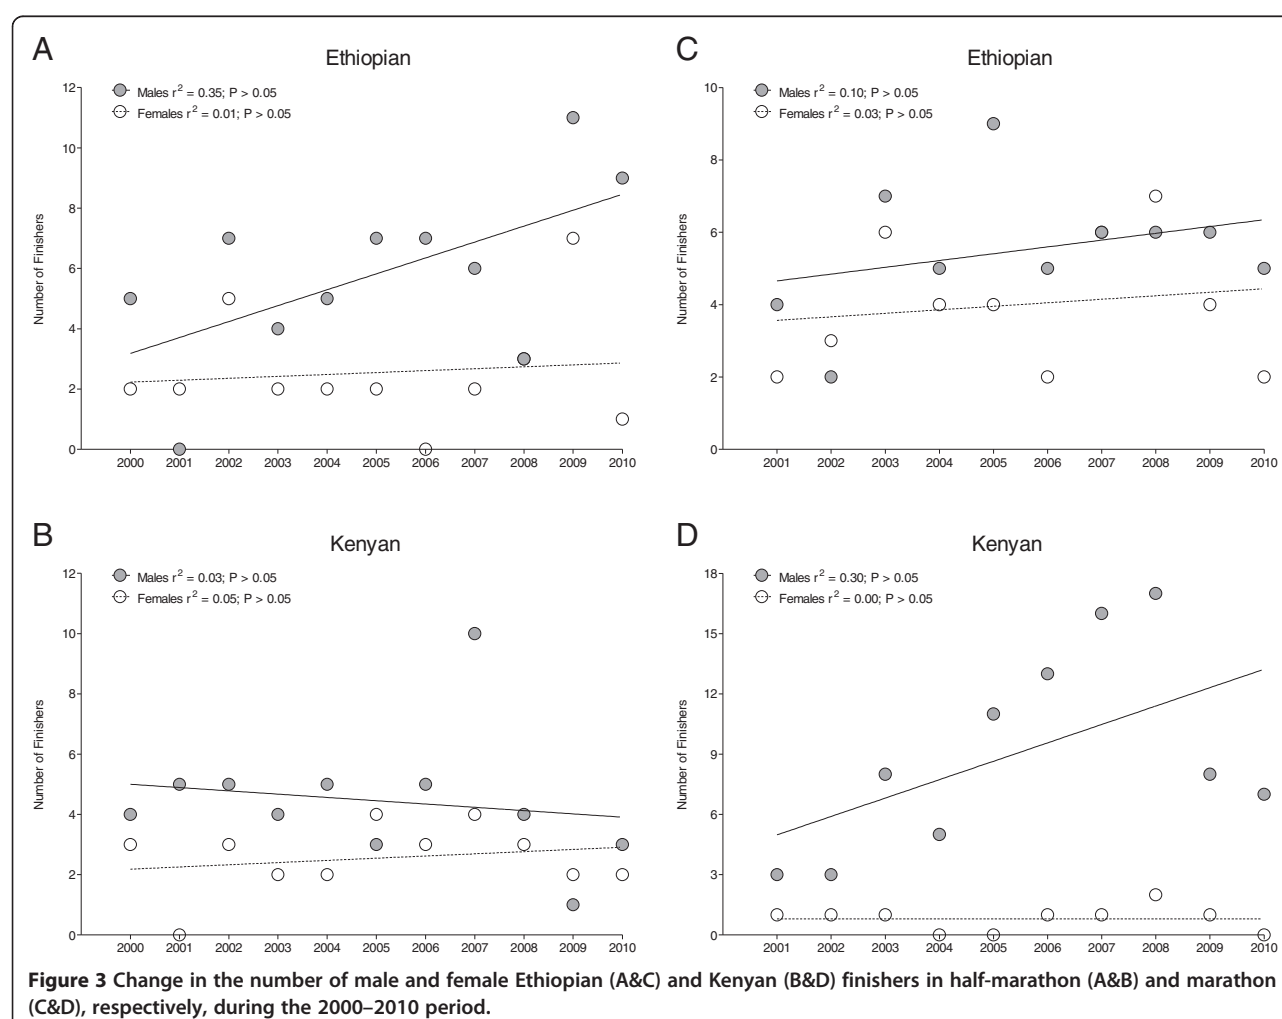 A
Ethiopian
Males r2 = 0.35; P > 0.05
Females r2 = 0.01; P > 0.05
Number of Finishers
12
10
8
6
4
2
0
2000 2001 2002 2003 2004 2005 2006 2007 2008 2009 2010
C
Ethiopian
Males r2 = 0.10; P > 0.05
Females r2 = 0.03; P > 0.05
Number of Finishers
10
8
6
4
2
0
2001 2002 2003 2004 2005 2006 2007 2008 2009 2010
B
Kenyan
Males r2 = 0.03; P > 0.05
Females r2 = 0.05; P > 0.05
Number of Finishers
12
10
8
6
4
2
0
2000 2001 2002 2003 2004 2005 2006 2007 2008 2009 2010
D
Kenyan
Males r2 = 0.30; P > 0.05
Females r2 = 0.00; P > 0.05
Number of Finishers
18
15
12
9
6
3
0
2001 2002 2003 2004 2005 2006 2007 2008 2009 2010
Figure 3 Change in the number of male and female Ethiopian (A&C) and Kenyan (B&D) finishers in half-marathon (A&B) and marathon
(C&D), respectively, during the 2000–2010 period.